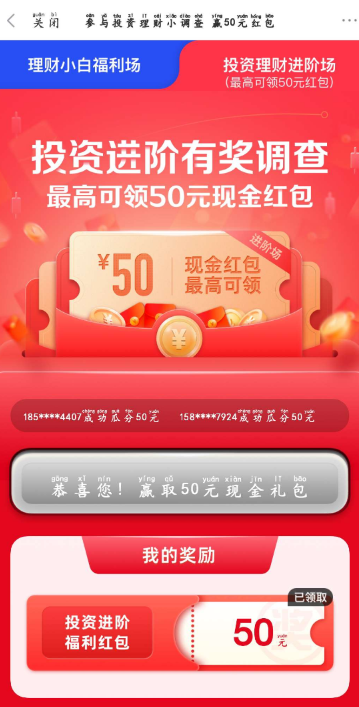 关闭 参与投资理财小调查 赢50元红包
理财小白福利场
投资理财进阶场
(最高可领50元红包)
投资进阶有奖调查
最高可领50元现金红包
进阶场
¥50
现金红包
最高可领
¥
185****4407成功瓜分50元 158****7924成功瓜分50元
恭喜您！赢取50元现金礼包
我的奖励
已领取
投资进阶
福利红包
50元
奖